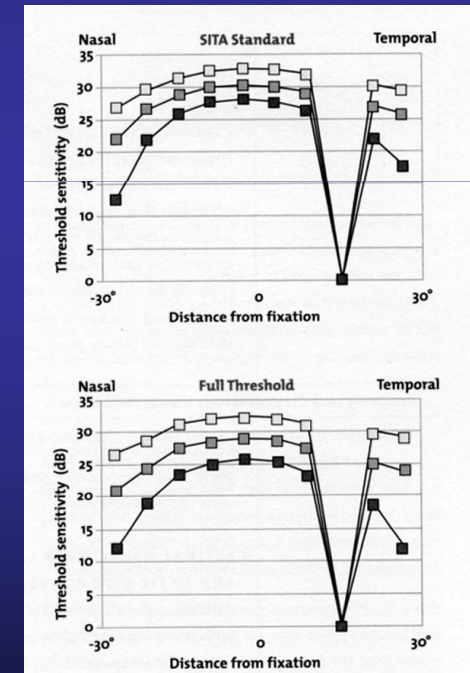 Nasal SITA Standard Temporal
Threshold sensitivity (dB)
35
30
25
20
15
10
5
0
-30° 0 30°
Distance from fixation
Nasal Full Threshold Temporal
Threshold sensitivity (dB)
35
30
25
20
15
10
5
0
-30° 0 30°
Distance from fixation